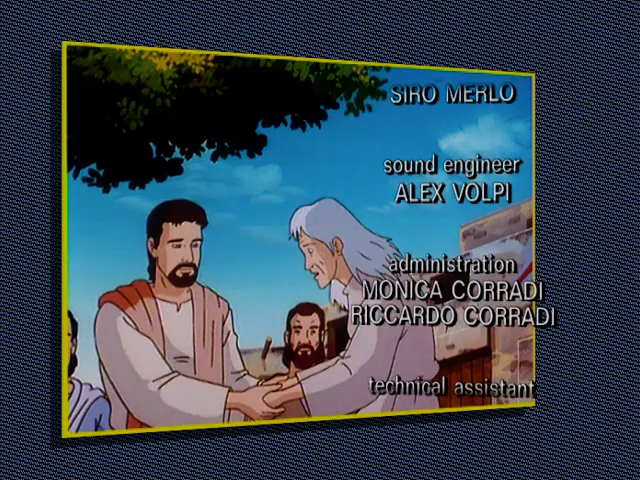 SIRO MERLO
sound engineer
ALEX VOLPI
administration
MONICA CORRADI
RICCARDO CORRADI
technical assistant